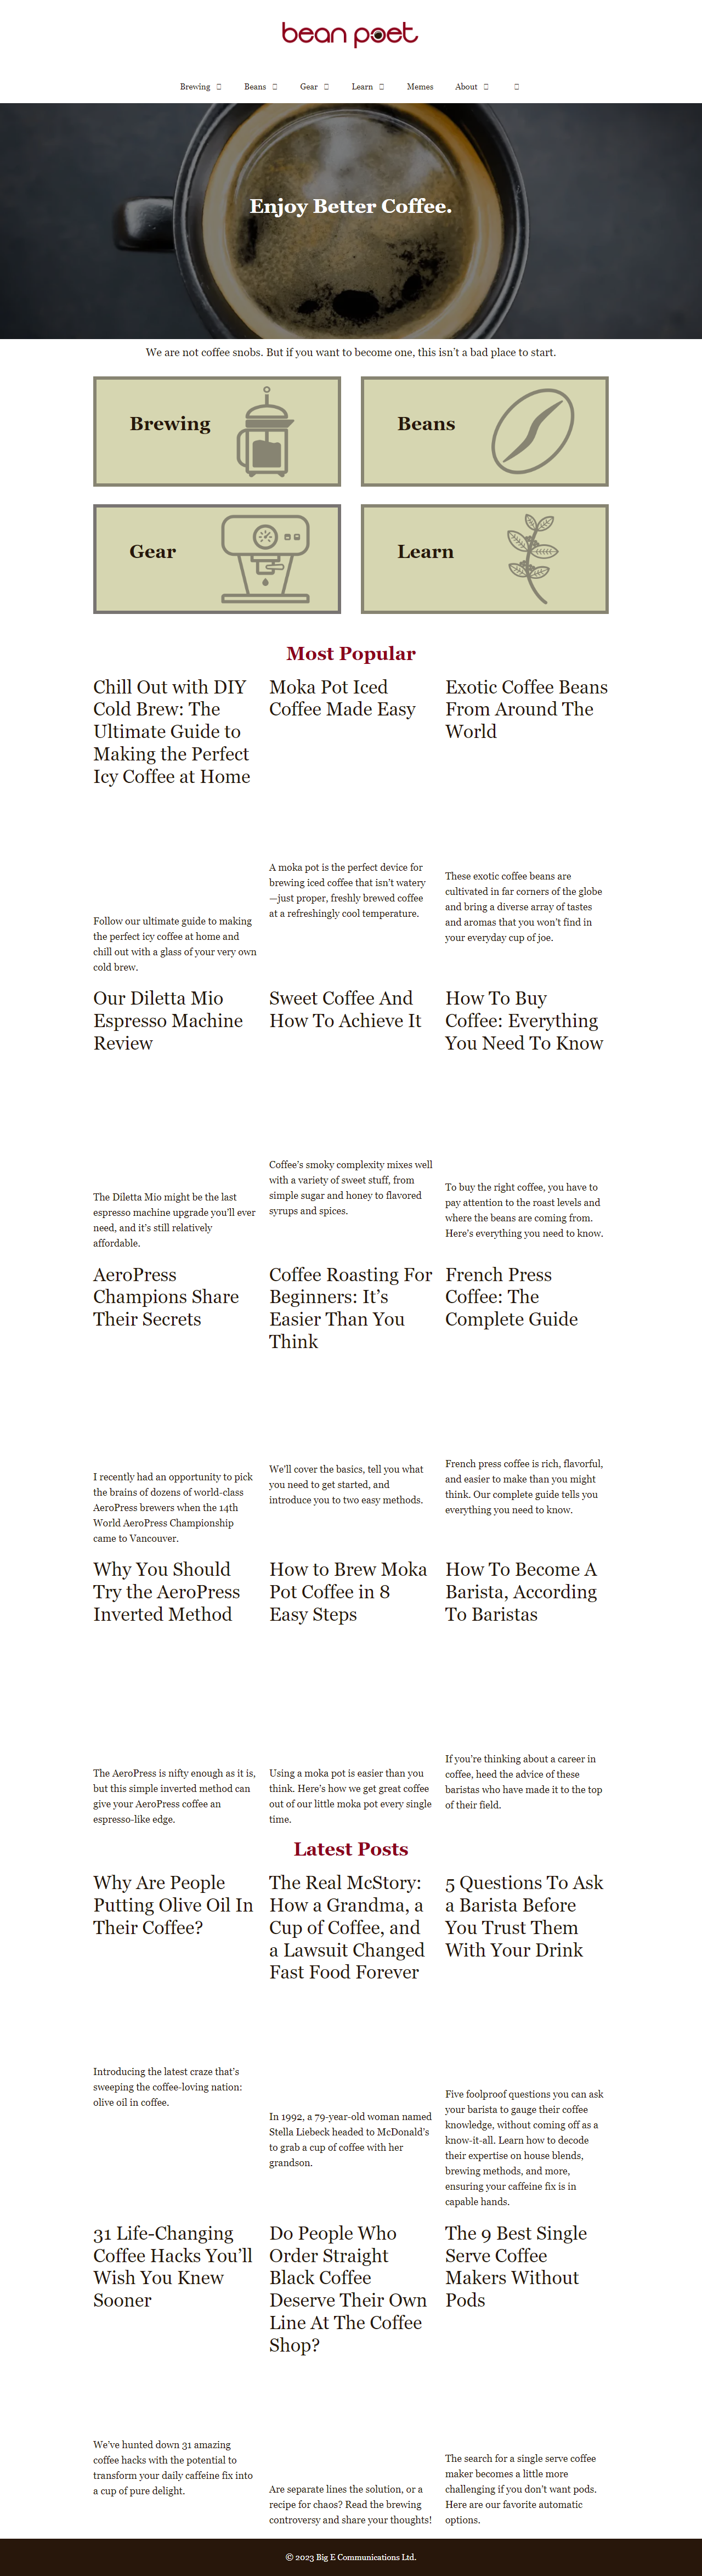 bean poet
Brewing Beans Gear Learn Memes About
Enjoy Better Coffee.
We are not coffee snobs. But if you want to become one, this isn’t a bad place to start.
Brewing
Beans
Gear
Learn
Most Popular
Chill Out with DIY
Cold Brew: The
Ultimate Guide to
Making the Perfect
Icy Coffee at Home
Follow our ultimate guide to making
the perfect icy coffee at home and
chill out with a glass of your very own
cold brew.
Moka Pot Iced
Coffee Made Easy
A moka pot is the perfect device for
brewing iced coffee that isn’t watery
—just proper, freshly brewed coffee
at a refreshingly cool temperature.
Exotic Coffee Beans
From Around The
World
These exotic coffee beans are
cultivated in far corners of the globe
and bring a diverse array of tastes
and aromas that you won’t find in
your everyday cup of joe.
Our Diletta Mio
Espresso Machine
Review
The Diletta Mio might be the last
espresso machine upgrade you’ll ever
need, and it’s still relatively
affordable.
Sweet Coffee And
How To Achieve It
Coffee’s smoky complexity mixes well
with a variety of sweet stuff, from
simple sugar and honey to flavored
syrups and spices.
How To Buy
Coffee: Everything
You Need To Know
To buy the right coffee, you have to
pay attention to the roast levels and
where the beans are coming from.
Here’s everything you need to know.
AeroPress
Champions Share
Their Secrets
I recently had an opportunity to pick
the brains of dozens of world-class
AeroPress brewers when the 14th
World AeroPress Championship
came to Vancouver.
Coffee Roasting For
Beginners: It’s
Easier Than You
Think
We’ll cover the basics, tell you what
you need to get started, and
introduce you to two easy methods.
French Press
Coffee: The
Complete Guide
French press coffee is rich, flavorful,
and easier to make than you might
think. Our complete guide tells you
everything you need to know.
Why You Should
Try the AeroPress
Inverted Method
The AeroPress is nifty enough as it is,
but this simple inverted method can
give your AeroPress coffee an
espresso-like edge.
How to Brew Moka
Pot Coffee in 8
Easy Steps
Using a moka pot is easier than you
think. Here’s how we get great coffee
out of our little moka pot every single
time.
How To Become A
Barista, According
To Baristas
If you’re thinking about a career in
coffee, heed the advice of these
baristas who have made it to the top
of their field.
Latest Posts
Why Are People
Putting Olive Oil In
Their Coffee?
Introducing the latest craze that’s
sweeping the coffee-loving nation:
olive oil in coffee.
The Real McStory:
How a Grandma, a
Cup of Coffee, and
a Lawsuit Changed
Fast Food Forever
In 1992, a 79-year-old woman named
Stella Liebeck headed to McDonald’s
to grab a cup of coffee with her
grandson.
5 Questions To Ask
a Barista Before
You Trust Them
With Your Drink
Five foolproof questions you can ask
your barista to gauge their coffee
knowledge, without coming off as a
know-it-all. Learn how to decode
their expertise on house blends,
brewing methods, and more,
ensuring your caffeine fix is in
capable hands.
31 Life-Changing
Coffee Hacks You’ll
Wish You Knew
Sooner
We’ve hunted down 31 amazing
coffee hacks with the potential to
transform your daily caffeine fix into
a cup of pure delight.
Do People Who
Order Straight
Black Coffee
Deserve Their Own
Line At The Coffee
Shop?
Are separate lines the solution, or a
recipe for chaos? Read the brewing
controversy and share your thoughts!
The 9 Best Single
Serve Coffee
Makers Without
Pods
The search for a single serve coffee
maker becomes a little more
challenging if you don’t want pods.
Here are our favorite automatic
options.
© 2023 Big E Communications Ltd.